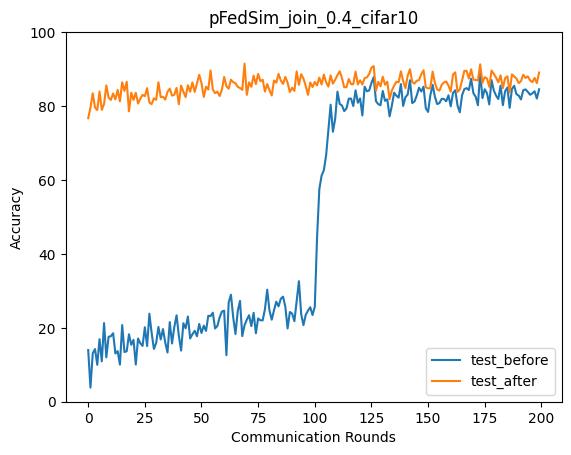 pFedSim_join_0.4_cifar10
100
80
60
40
20
0
Accuracy
0 25 50 75 100 125 150 175 200
Communication Rounds
test_before
test_after